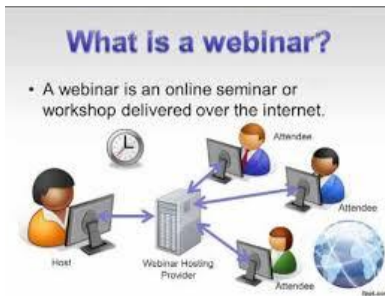 What is a webinar?
• A webinar is an online seminar or
workshop delivered over the internet.
Attendee
Attendee
Host
Webinar Hosting
Provider
Attendee